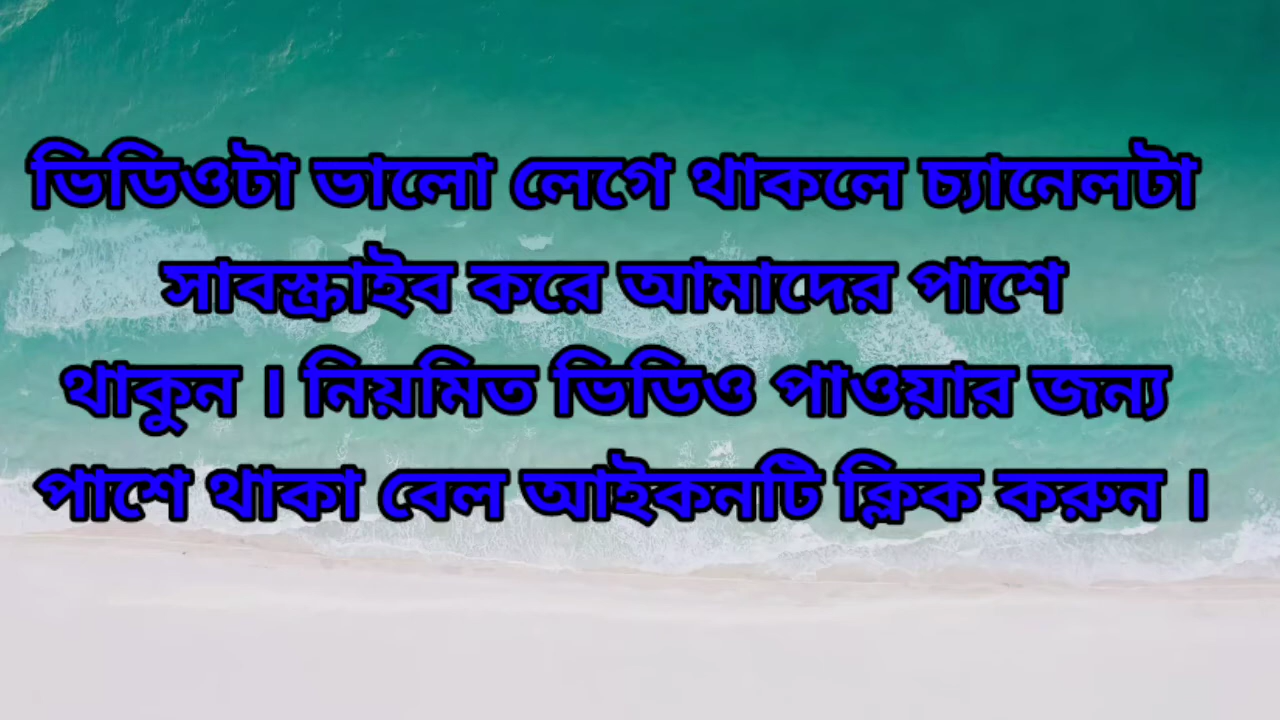 ভিডিওটা ভালো লেগে থাকলে চ্যানেলটা
সাবস্ক্রাইব করে আমাদের পাশে
থাকুন । নিয়মিত ভিডিও পাওয়ার জন্য
পাশে থাকা বেল আইকনটি ক্লিক করুন ।